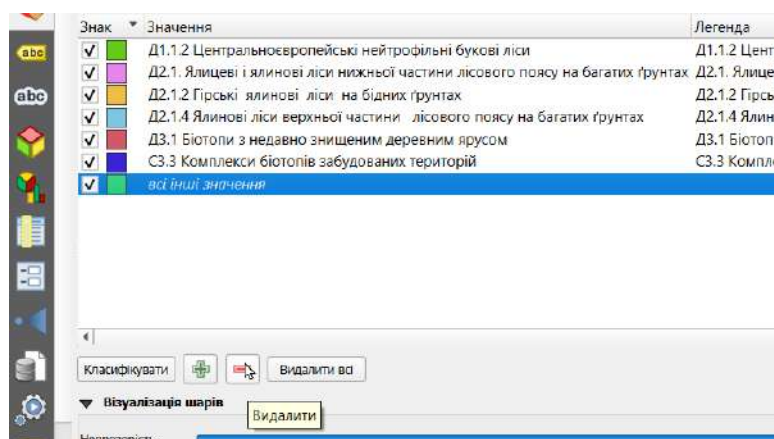 abc
abc
Знак Значення Легенда
Д1.1.2 Центральноєвропейські нейтрофільні букові ліси Д1.1.2 Цент
Д2.1. Ялицеві і ялинові ліси нижньої частини лісового поясу на багатих ґрунтах Д2.1. Ялице
Д2.1.2 Гірські ялинові ліси на бідних ґрунтах Д2.1.2 Гірсь
Д2.1.4 Ялинові ліси верхньої частини лісового поясу на багатих ґрунтах Д2.1.4 Ялин
Д3.1 Біотопи з недавно знищеним деревним ярусом Д3.1 Біотоп
С3.3 Комплекси біотопів забудованих територій С3.3 Компл
всі інші значення
Класифікувати Видалити всі
Візуалізація шарів
Видалити